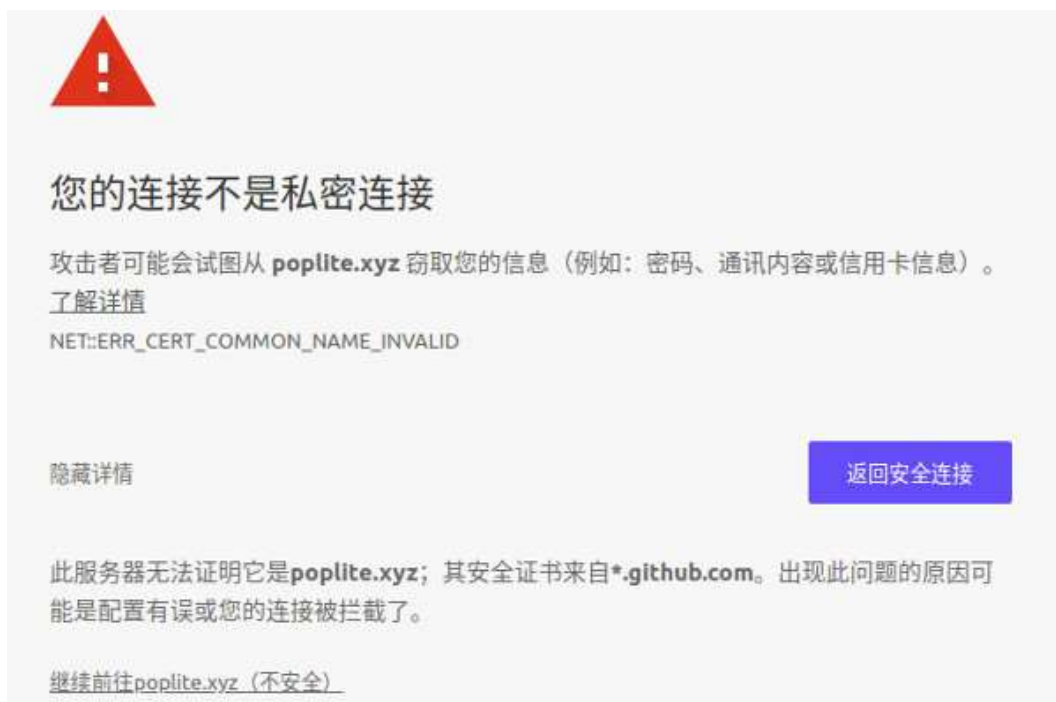 您的连接不是私密连接
攻击者可能会试图从 poplite.xyz 窃取您的信息（例如：密码、通讯内容或信用卡信息）。
了解详情
NET::ERR_CERT_COMMON_NAME_INVALID
隐藏详情
返回安全连接
此服务器无法证明它是poplite.xyz；其安全证书来自*.github.com。出现此问题的原因可
能是配置有误或您的连接被拦截了。
继续前往poplite.xyz（不安全）